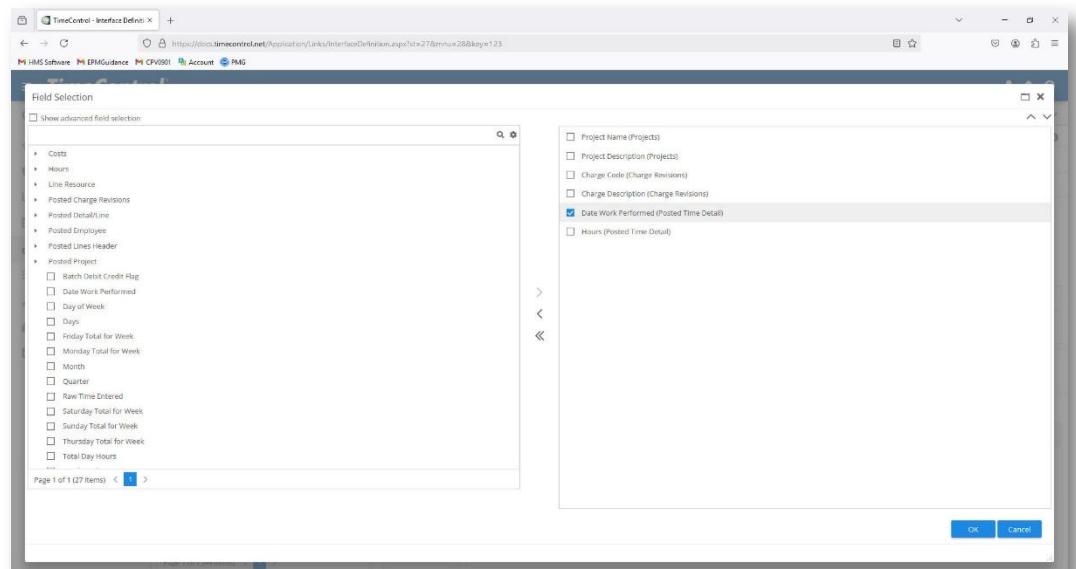 TimeControl - Interface Definiti
https://docs.timecontrol.net/Application/Links/InterfaceDefinition.aspx?st=27&mnu=28&key=123
HMS Software EPMGuidance CPV0901 Account PMG
Field Selection
Show advanced field selection
Costs
Hours
Line Resource
Posted Charge Revisions
Posted Detail/Line
Posted Employee
Posted Lines Header
Posted Project
Batch Debit Credit Flag
Date Work Performed
Day of Week
Days
Friday Total for Week
Monday Total for Week
Month
Quarter
Raw Time Entered
Saturday Total for Week
Sunday Total for Week
Thursday Total for Week
Total Day Hours
Page 1 of 1 (27 items) 1
Project Name (Projects)
Project Description (Projects)
Charge Code (Charge Revisions)
Charge Description (Charge Revisions)
Date Work Performed (Posted Time Detail)
Hours (Posted Time Detail)
OK Cancel